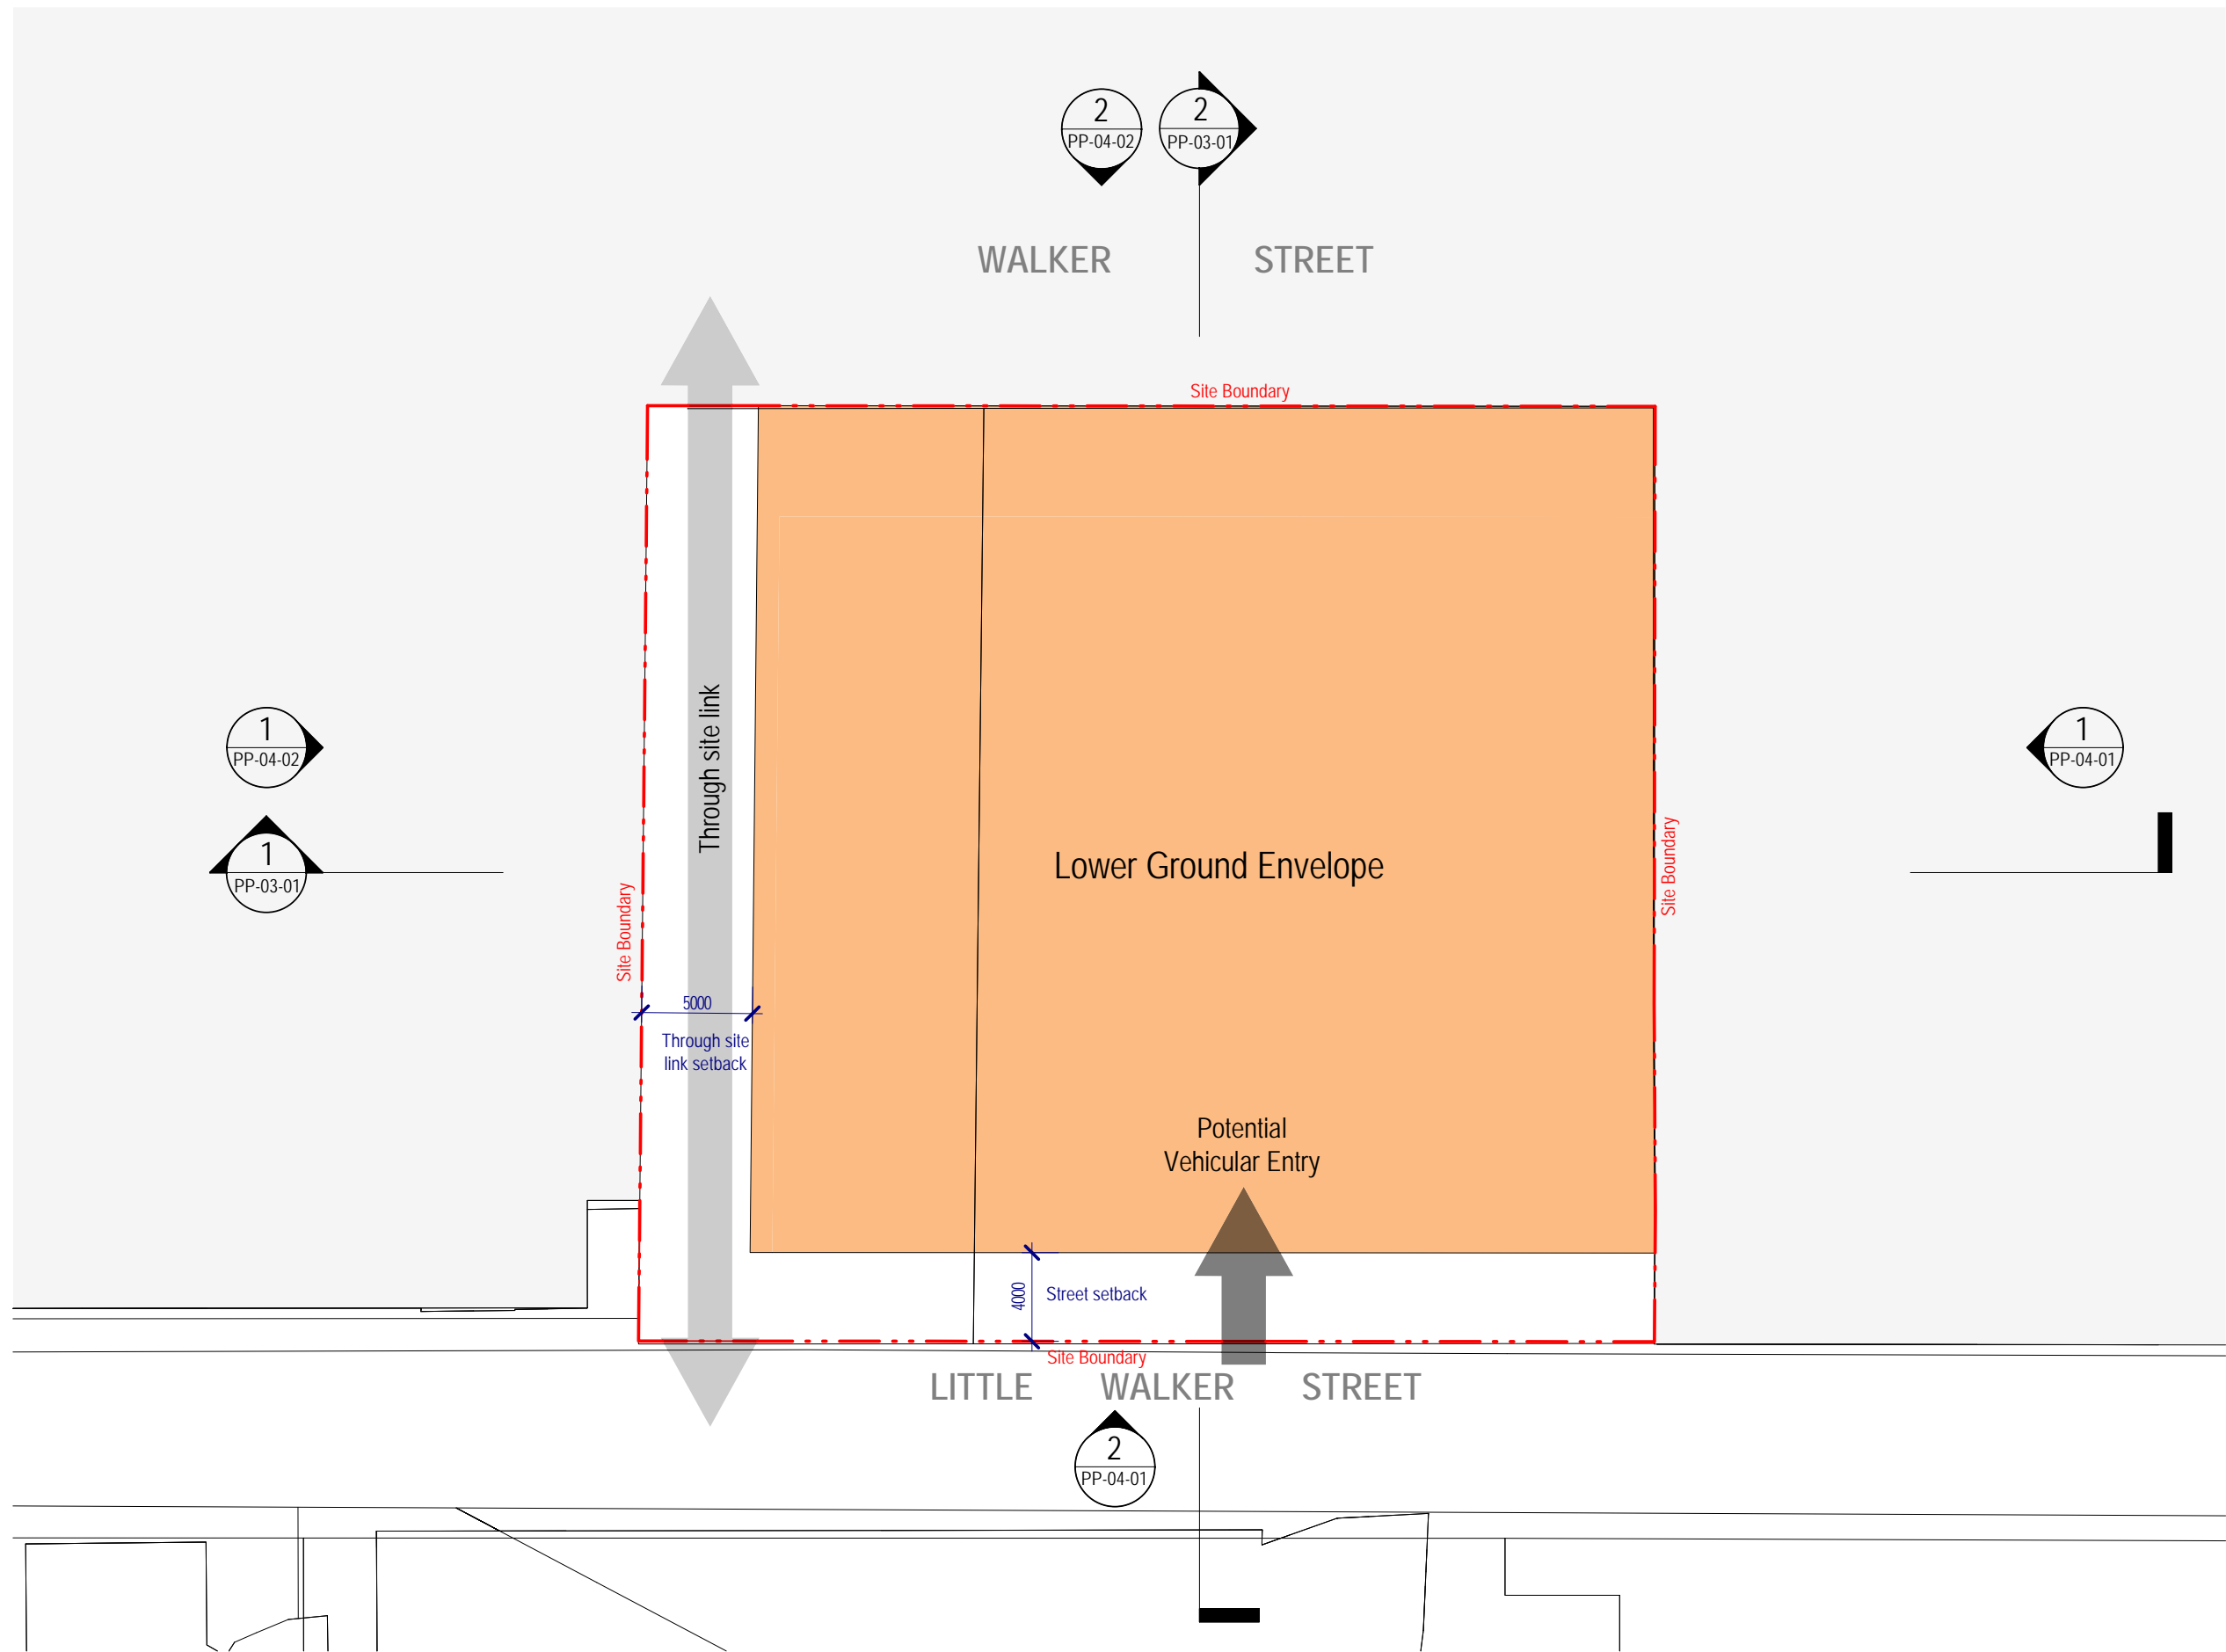 2
PP-04-02
2
PP-03-01
WALKER STREET
Site Boundary
Through site link
1
PP-04-02
1
PP-04-01
1
PP-03-01
Lower Ground Envelope
Site Boundary
Site Boundary
5000
Through site
link setback
Potential
Vehicular Entry
4000
Street setback
Site Boundary
LITTLE WALKER STREET
2
PP-04-01